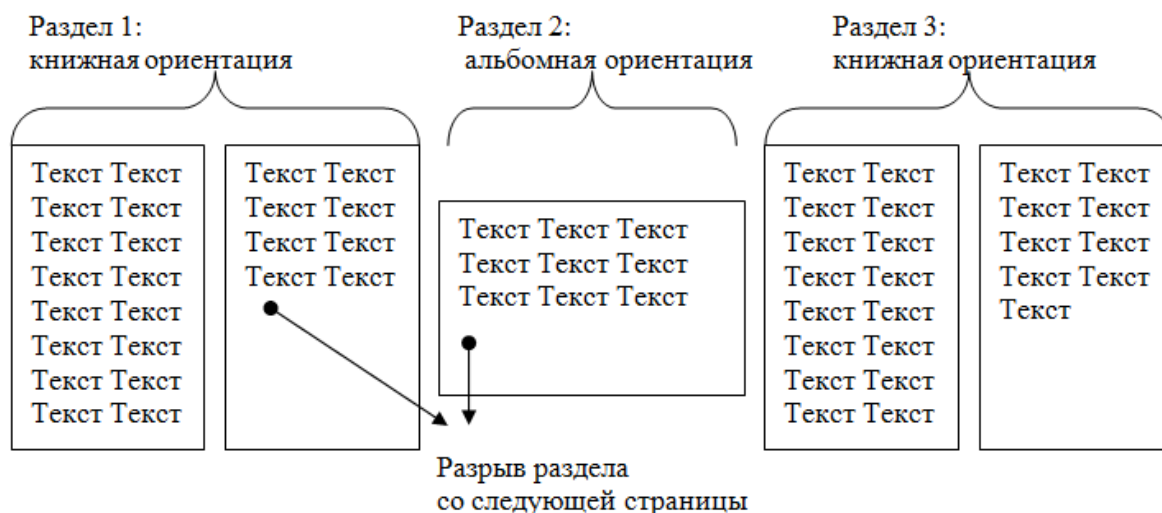 Раздел 1:
книжная ориентация
Раздел 2:
альбомная ориентация
Раздел 3:
книжная ориентация
Текст Текст
Текст Текст
Текст Текст
Текст Текст
Текст Текст
Текст Текст
Текст Текст
Текст Текст
Текст Текст
Текст Текст
Текст Текст
Текст Текст
Текст Текст Текст
Текст Текст Текст
Текст Текст Текст
Текст Текст
Текст Текст
Текст Текст
Текст Текст
Текст Текст
Текст Текст
Текст Текст
Текст Текст
Текст Текст
Текст Текст
Текст Текст
Текст Текст
Текст
Разрыв раздела
со следующей страницы